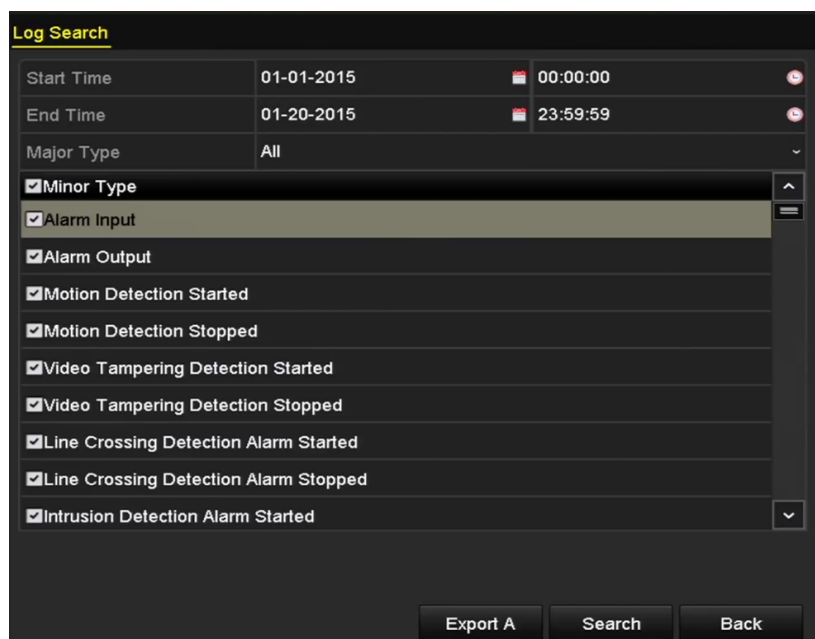 Log Search
Start Time 01-01-2015 00:00:00
End Time 01-20-2015 23:59:59
Major Type All
Minor Type
Alarm Input
Alarm Output
Motion Detection Started
Motion Detection Stopped
Video Tampering Detection Started
Video Tampering Detection Stopped
Line Crossing Detection Alarm Started
Line Crossing Detection Alarm Stopped
Intrusion Detection Alarm Started
Export A Search Back